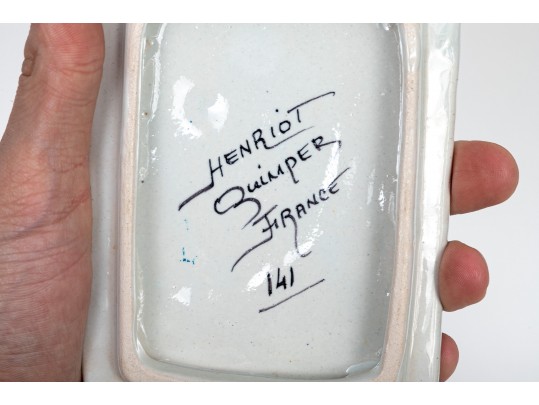 HENRIOT
QUIMPER
FRANCE
141